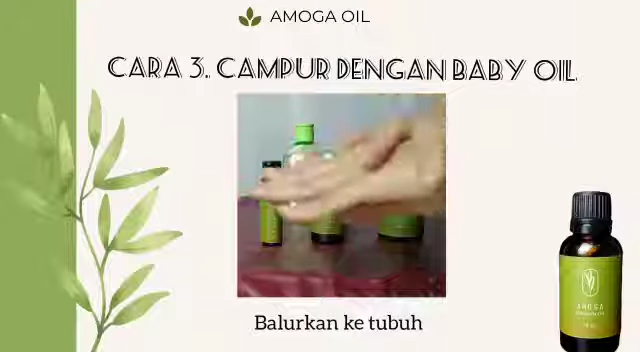 AMOGA OIL
CARA 3. CAMPUR DENGAN BABY OIL
Balurkan ke tubuh
AMOGA